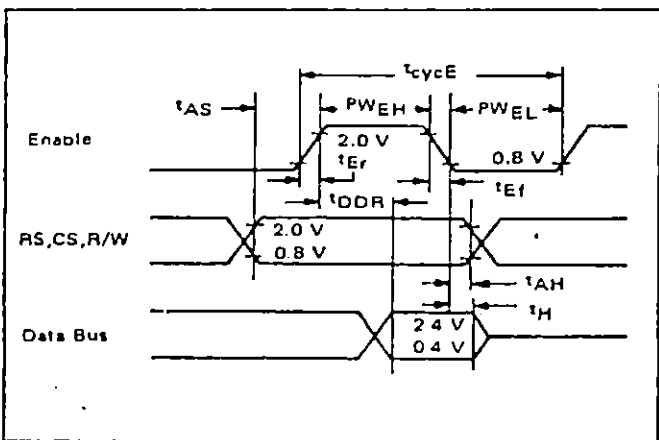 tcycE
tAS
PWEH
PWEL
Enable
2.0 V
0.8 V
tEr
tEf
tDDR
RS,CS,R/W
2.0 V
0.8 V
tAH
tH
Data Bus
2 4 V
0 4 V